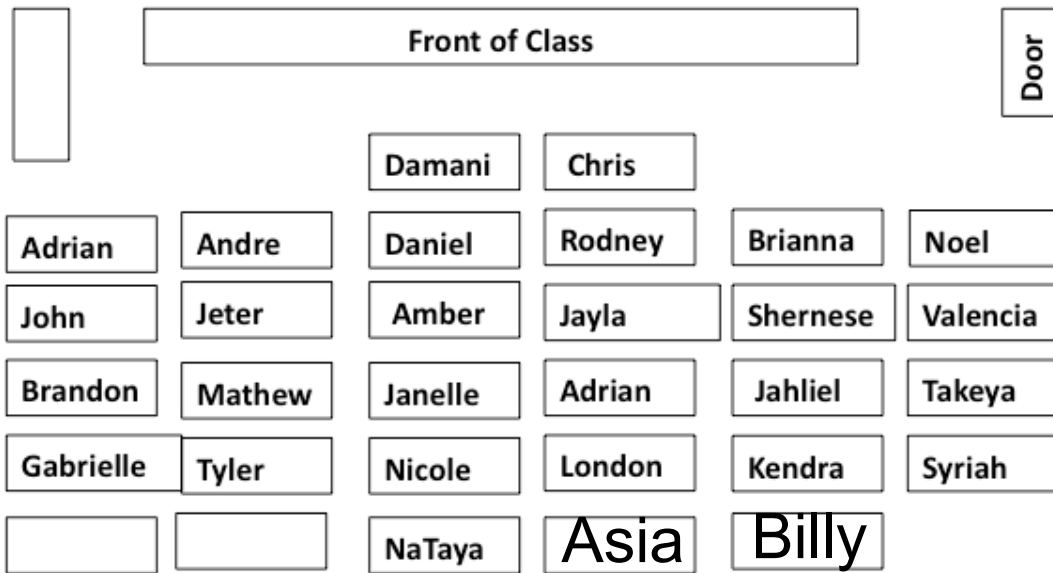 Front of Class
Door
Damani Chris
Adrian Andre Daniel Rodney Brianna Noel
John Jeter Amber Jayla Shernese Valencia
Brandon Mathew Janelle Adrian Jahliel Takeya
Gabrielle Tyler Nicole London Kendra Syriah
NaTaya Asia Billy